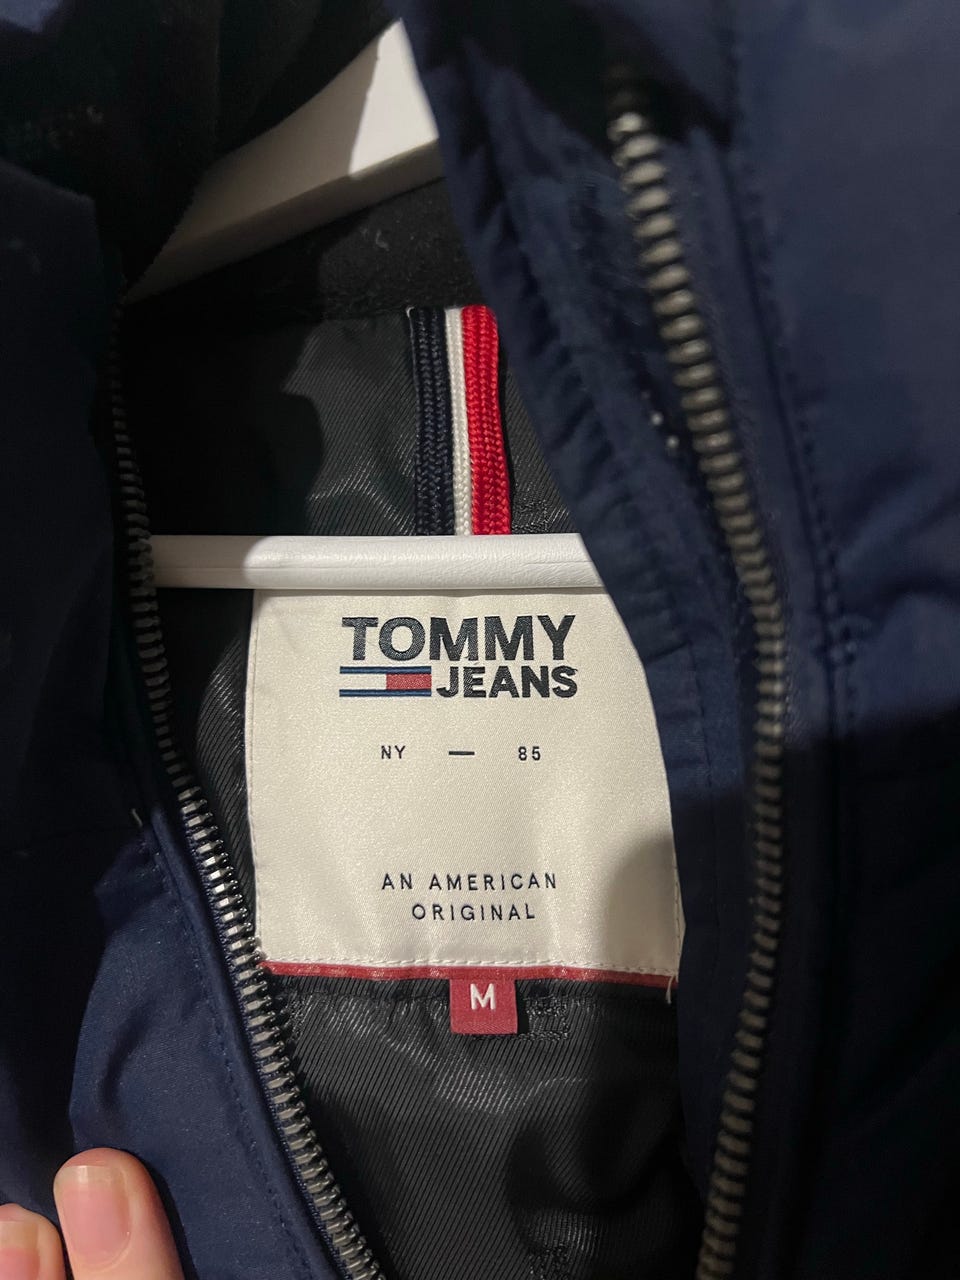 TOMMY
JEANS
NY — 85
AN AMERICAN
ORIGINAL
M